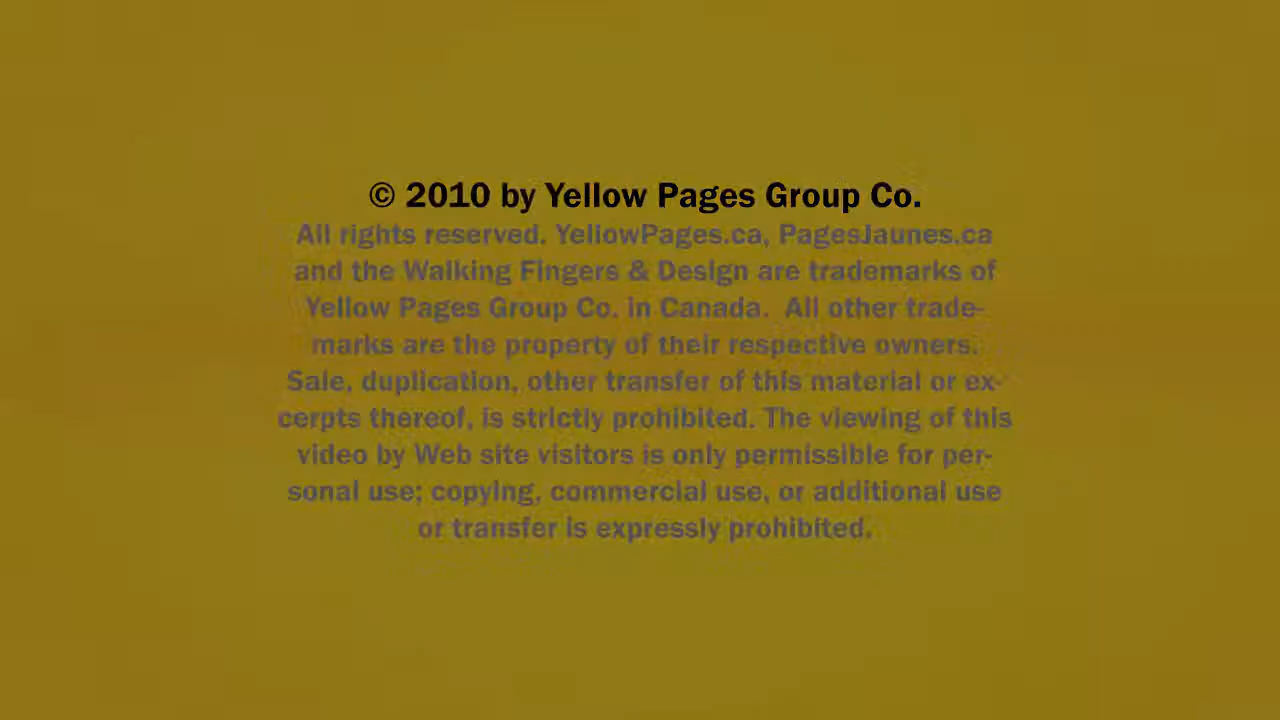 © 2010 by Yellow Pages Group Co.
All rights reserved. YellowPages.ca, PagesJaunes.ca
and the Walking Fingers & Design are trademarks of
Yellow Pages Group Co. in Canada.  All other trade-
marks are the property of their respective owners.
Sale, duplication, other transfer of this material or ex-
cerpts thereof, is strictly prohibited. The viewing of this
video by Web site visitors is only permissible for per-
sonal use; copying, commercial use, or additional use
or transfer is expressly prohibited.